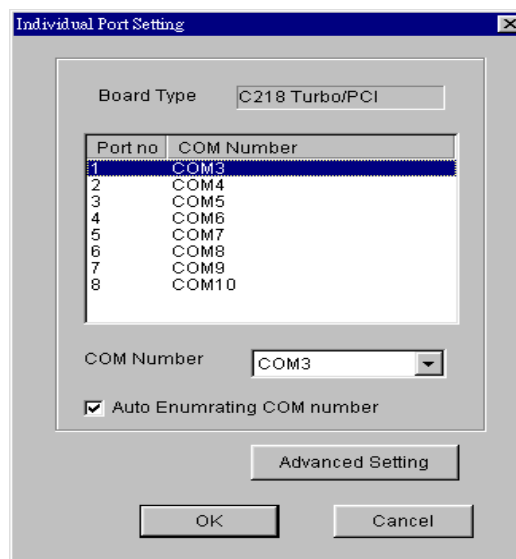 Individual Port Setting
Board Type C218 Turbo/PCI
Port no COM Number
1 COM3
2 COM4
3 COM5
4 COM6
5 COM7
6 COM8
7 COM9
8 COM10
COM Number COM3
Auto Enumrating COM number
Advanced Setting
OK Cancel